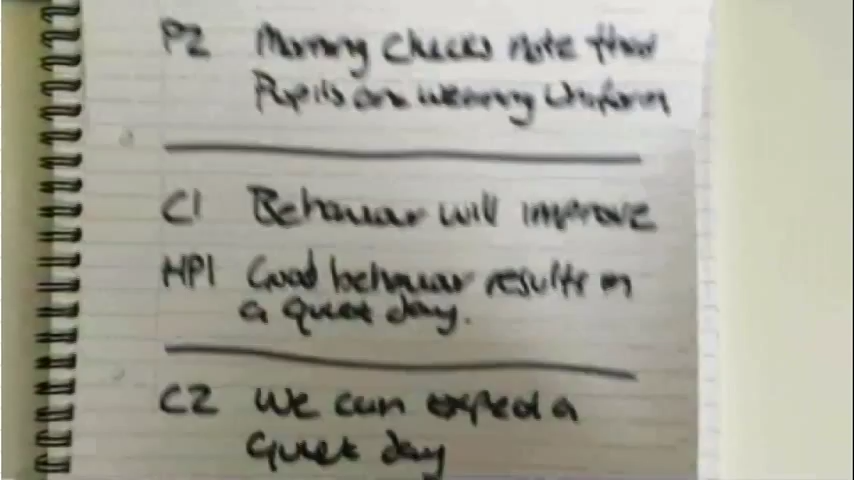 P2 Morning checks note that
Pupils are wearing Uniform
C1 Behaviour will improve
HP1 Good behaviour results in
a quiet day.
C2 We can expect a
Quiet day